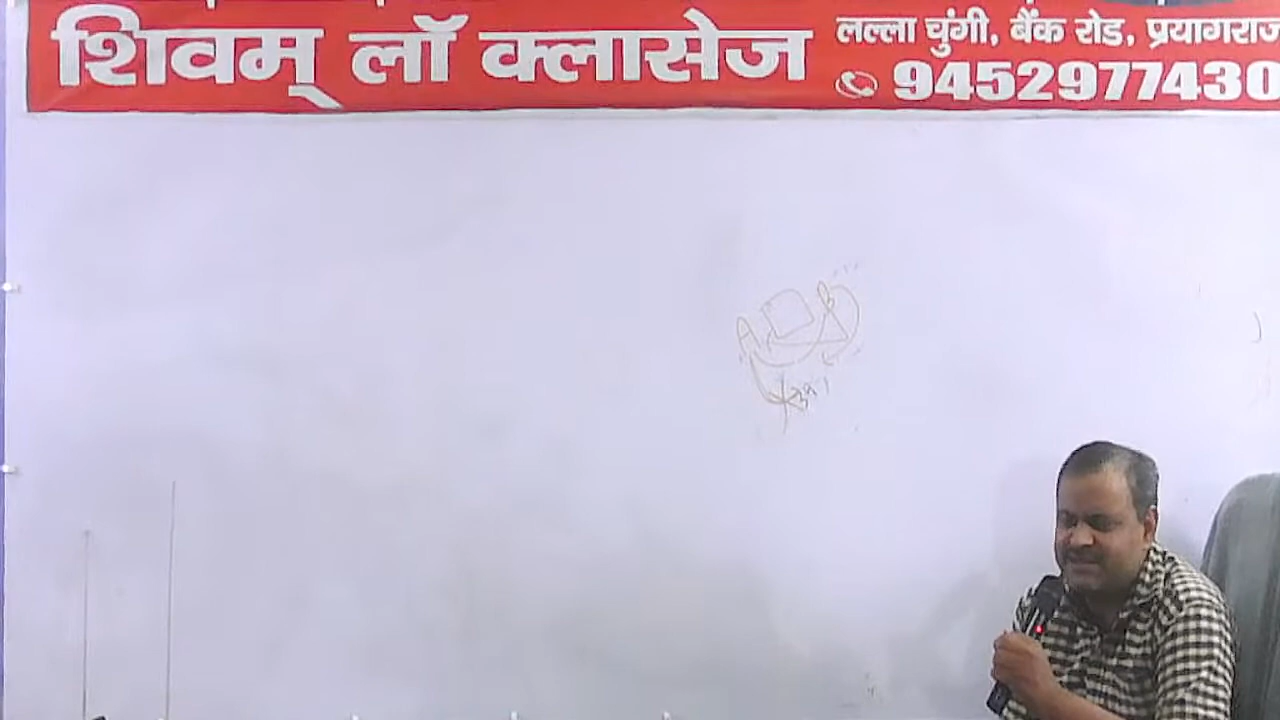 शिवम् लॉ क्लासेज
लल्ला चुंगी, बैंक रोड, प्रयागराज
9452977430
A
B